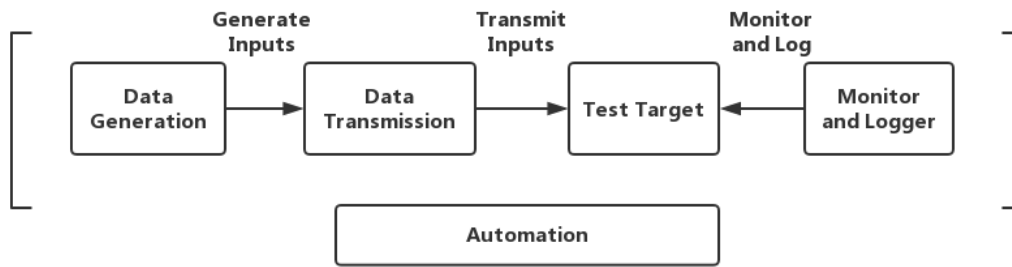 Generate
Inputs
Transmit
Inputs
Monitor
and Log
Data
Generation
Data
Transmission
Test Target
Monitor
and Logger
Automation